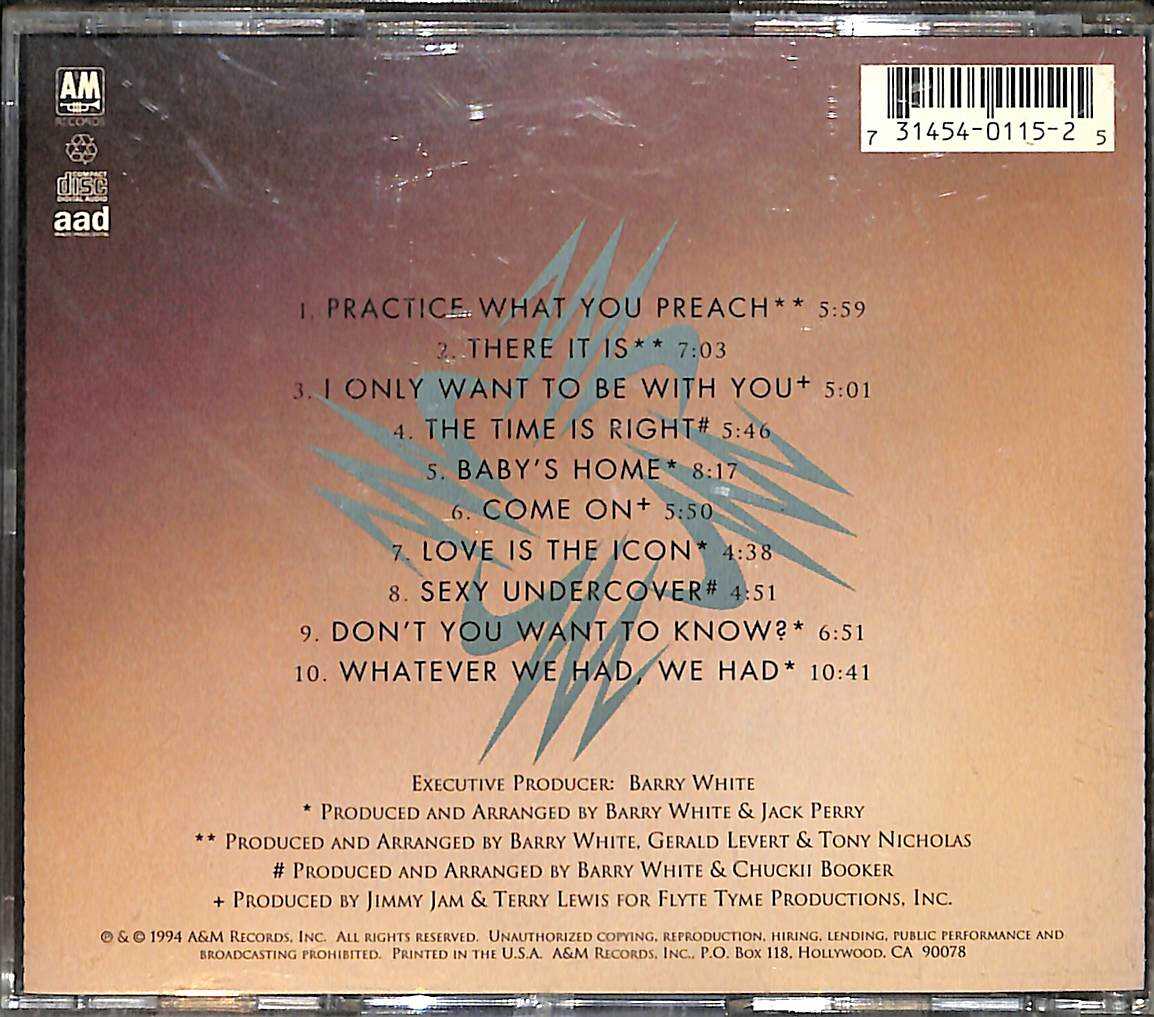 AM
RECORDS
COMPACT
disc
DIGITAL AUDIO
aad
7 31454-0115-2 5
1. PRACTICE WHAT YOU PREACH** 5:59
2. THERE IT IS** 7:03
3. I ONLY WANT TO BE WITH YOU+ 5:01
4. THE TIME IS RIGHT# 5:46
5. BABY'S HOME* 8:17
6. COME ON+ 5:50
7. LOVE IS THE ICON* 4:38
8. SEXY UNDERCOVER# 4:51
9. DON'T YOU WANT TO KNOW?* 6:51
10. WHATEVER WE HAD, WE HAD* 10:41
EXECUTIVE PRODUCER: BARRY WHITE
* PRODUCED AND ARRANGED BY BARRY WHITE & JACK PERRY
** PRODUCED AND ARRANGED BY BARRY WHITE, GERALD LEVERT & TONY NICHOLAS
# PRODUCED AND ARRANGED BY BARRY WHITE & CHUCKII BOOKER
+ PRODUCED BY JIMMY JAM & TERRY LEWIS FOR FLYTE TYME PRODUCTIONS, INC.
℗ & © 1994 A&M RECORDS, INC. ALL RIGHTS RESERVED. UNAUTHORIZED COPYING, REPRODUCTION, HIRING, LENDING, PUBLIC PERFORMANCE AND
BROADCASTING PROHIBITED. PRINTED IN THE U.S.A. A&M RECORDS, INC., P.O. BOX 118, HOLLYWOOD, CA 90078